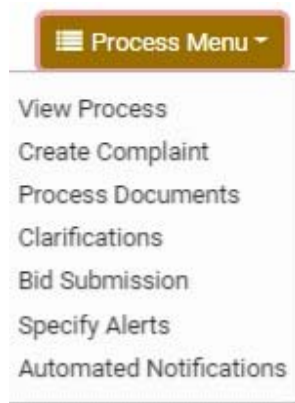 Process Menu
View Process
Create Complaint
Process Documents
Clarifications
Bid Submission
Specify Alerts
Automated Notifications